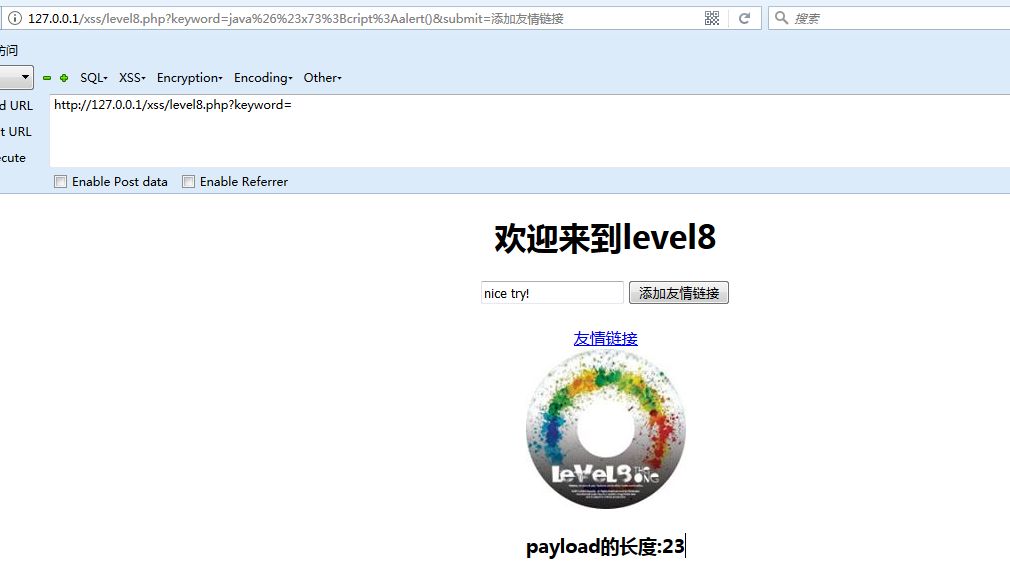 127.0.0.1/xss/level8.php?keyword=java%26%23x73%3Bcript%3Aalert()&submit=添加友情链接
搜索
访问
SQL XSS Encryption Encoding Other
d URL
http://127.0.0.1/xss/level8.php?keyword=
t URL
cute
Enable Post data Enable Referrer
欢迎来到level8
nice try!
添加友情链接
友情链接
LeVeL8 THE ONG
payload的长度:23